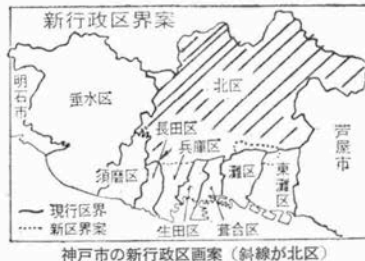 新行政区界案
明石市
垂水区
北区
芦屋市
長田区
兵庫区
須磨区
灘区
東灘区
生田区
葺合区
現行区界
新区界案
神戸市の新行政区画案(斜線が北区)